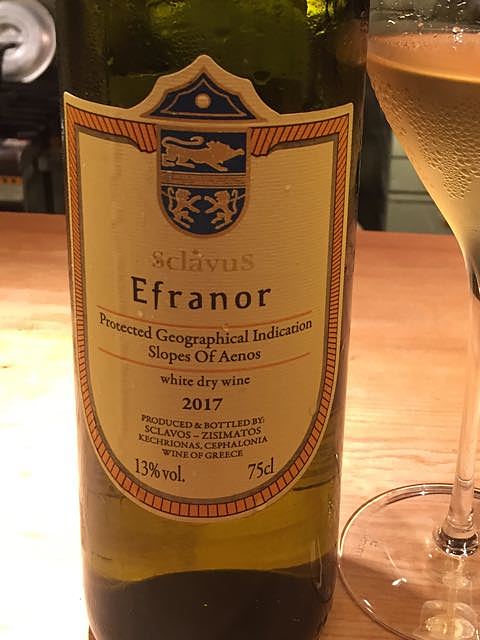 Sclavus
Efranor
Protected Geographical Indication
Slopes Of Aenos
white dry wine
2017
PRODUCED & BOTTLED BY:
SCLAVOS – ZISIMATOS
KECHRIONAS, CEPHALONIA
WINE OF GREECE
13% vol. 75cl